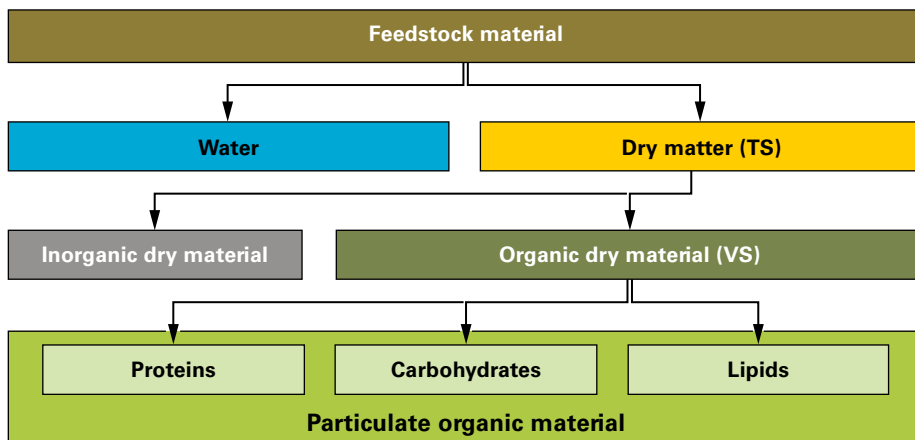 Feedstock material
Water
Dry matter (TS)
Inorganic dry material
Organic dry material (VS)
Proteins
Carbohydrates
Lipids
Particulate organic material